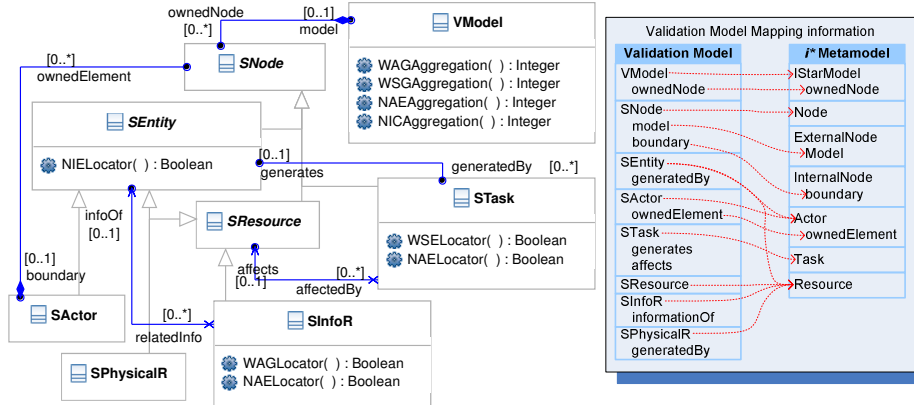 ownedNode
[0..*]
[0..1]
model
VModel
WAGAggregation( ) : Integer
WSGAggregation( ) : Integer
NAEAggregation( ) : Integer
NICAgregation( ) : Integer
[0..*]
ownedElement
SNode
SEntity
NIELocator( ) : Boolean
[0..1]
generates
generatedBy
[0..*]
STask
WSELocator( ) : Boolean
NAELocator( ) : Boolean
infoOf
[0..1]
SResource
affects
[0..1]
[0..*]
affectedBy
[0..1]
boundary
SActor
[0..*]
relatedInfo
SInfoR
WAGLocator( ) : Boolean
NAELocator( ) : Boolean
SPhysicalR
Validation Model Mapping information
Validation Model
VModel
ownedNode
SNode
model
boundary
SEntity
generatedBy
SActor
ownedElement
STask
generates
affects
SResource
SInfoR
informationOf
SPhysicalR
generatedBy
i* Metamodel
IStarModel
ownedNode
Node
ExternalNode
Model
InternalNode
boundary
Actor
ownedElement
Task
Resource